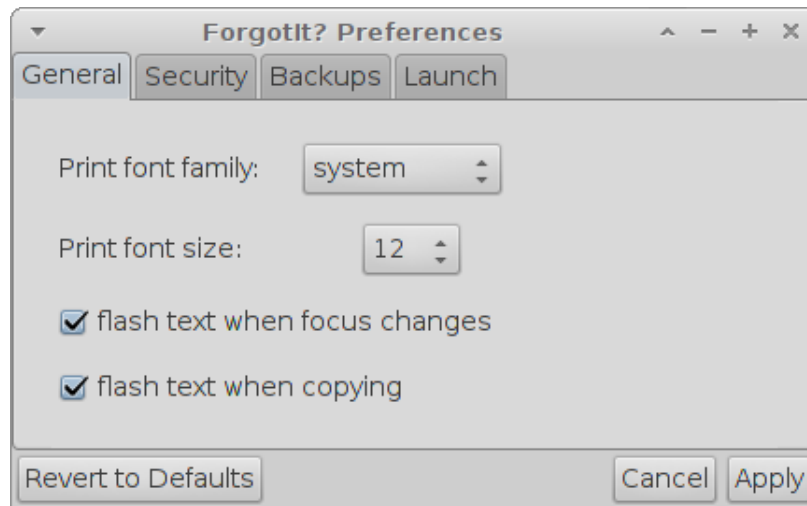 ForgotIt? Preferences
General Security Backups Launch
Print font family: system
Print font size: 12
flash text when focus changes
flash text when copying
Revert to Defaults Cancel Apply